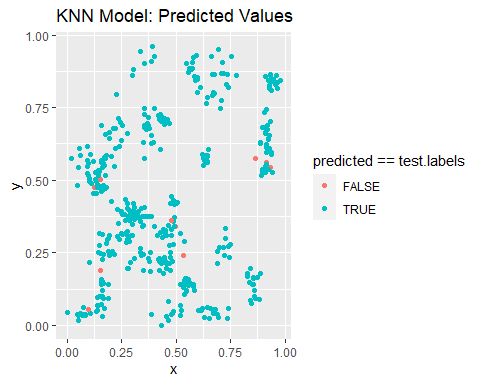 KNN Model: Predicted Values
1.00
0.75
0.50
0.25
0.00
y
0.00 0.25 0.50 0.75 1.00
x
predicted == test.labels
FALSE
TRUE